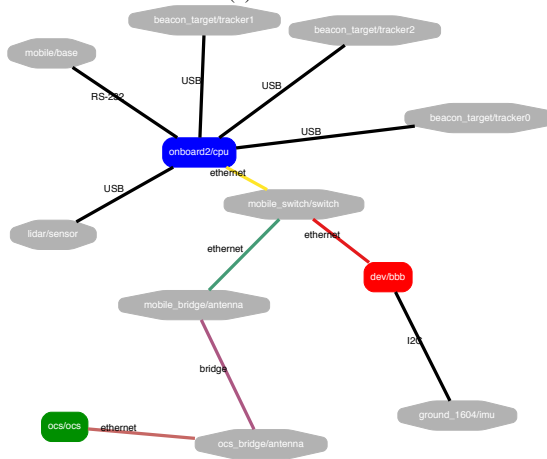 beacon_target/tracker1
beacon_target/tracker2
mobile/base
USB
USB
RS-232
beacon_target/tracker0
USB
onboard2/cpu
ethernet
USB
mobile_switch/switch
lidar/sensor
ethernet
ethernet
dev/bbb
mobile_bridge/antenna
I2C
bridge
ground_1604/imu
ocs/ocs
ethernet
ocs_bridge/antenna